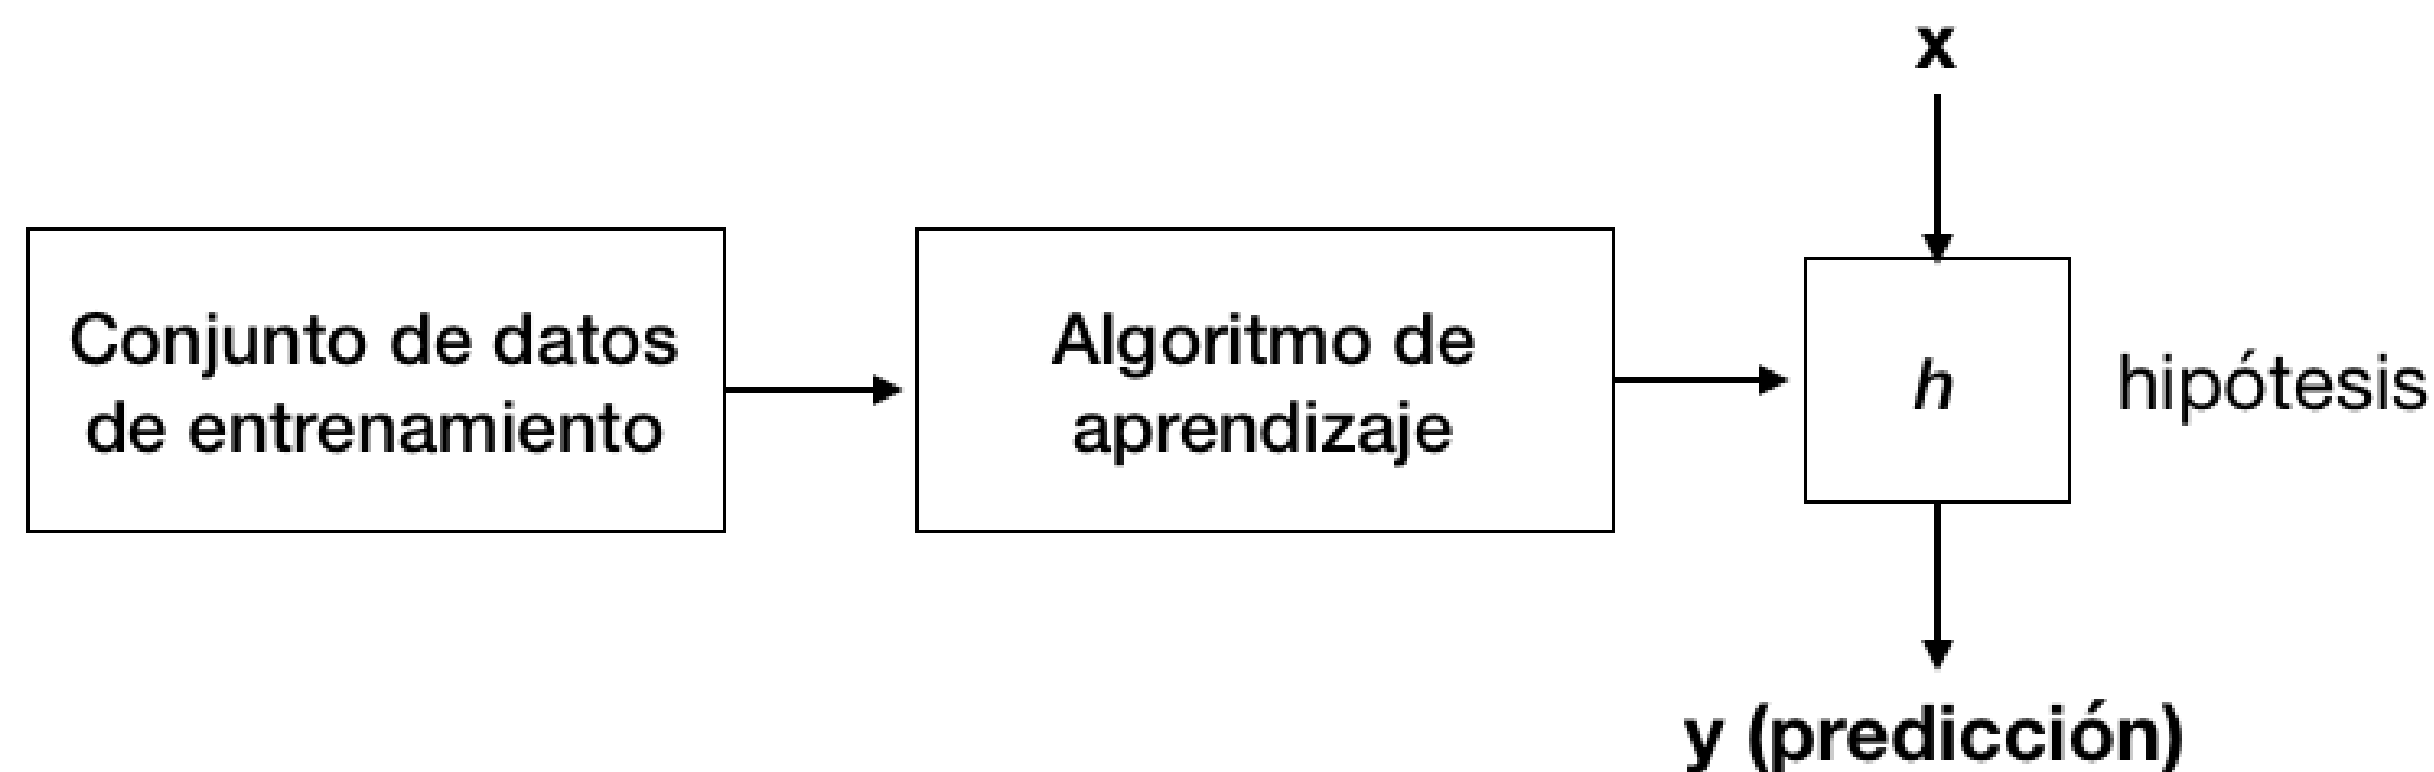 x
Conjunto de datos
de entrenamiento
Algoritmo de
aprendizaje
h
hipótesis
y (predicción)